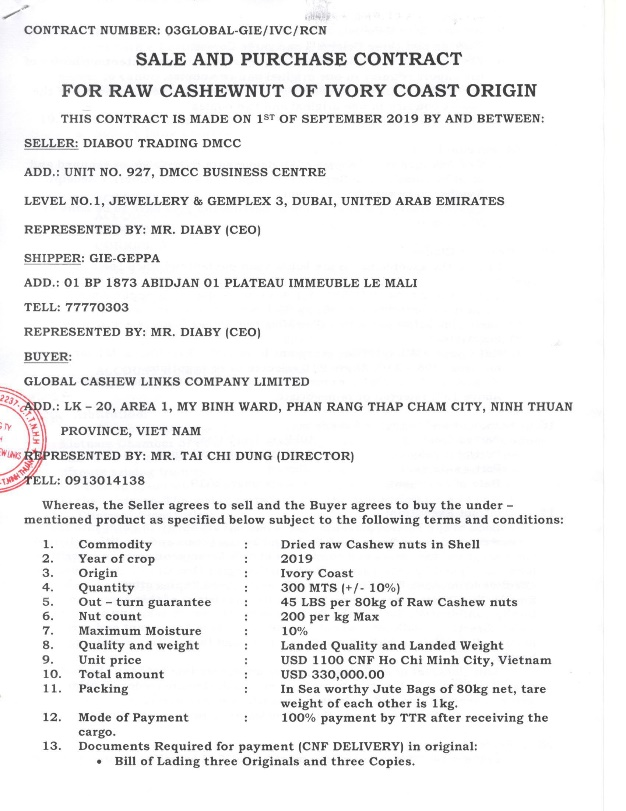 CONTRACT NUMBER: 03GLOBAL-GIE/IVC/RCN
SALE AND PURCHASE CONTRACT
FOR RAW CASHEWNUT OF IVORY COAST ORIGIN
THIS CONTRACT IS MADE ON 1ST OF SEPTEMBER 2019 BY AND BETWEEN:
SELLER: DIABOU TRADING DMCC
ADD.: UNIT NO. 927, DMCC BUSINESS CENTRE
LEVEL NO.1, JEWELLERY & GEMPLEX 3, DUBAI, UNITED ARAB EMIRATES
REPRESENTED BY: MR. DIABY (CEO)
SHIPPER: GIE-GEPPA
ADD.: 01 BP 1873 ABIDJAN 01 PLATEAU IMMEUBLE LE MALI
TELL: 77770303
REPRESENTED BY: MR. DIABY (CEO)
BUYER:
GLOBAL CASHEW LINKS COMPANY LIMITED
ADD.: LK – 20, AREA 1, MY BINH WARD, PHAN RANG THAP CHAM CITY, NINH THUAN
PROVINCE, VIET NAM
REPRESENTED BY: MR. TAI CHI DUNG (DIRECTOR)
TELL: 0913014138
Whereas, the Seller agrees to sell and the Buyer agrees to buy the under –
mentioned product as specified below subject to the following terms and conditions:
1. Commodity : Dried raw Cashew nuts in Shell
2. Year of crop : 2019
3. Origin : Ivory Coast
4. Quantity : 300 MTS (+/- 10%)
5. Out – turn guarantee : 45 LBS per 80kg of Raw Cashew nuts
6. Nut count : 200 per kg Max
7. Maximum Moisture : 10%
8. Quality and weight : Landed Quality and Landed Weight
9. Unit price : USD 1100 CNF Ho Chi Minh City, Vietnam
10. Total amount : USD 330,000.00
11. Packing : In Sea worthy Jute Bags of 80kg net, tare
weight of each other is 1kg.
12. Mode of Payment : 100% payment by TTR after receiving the
cargo.
13. Documents Required for payment (CNF DELIVERY) in original:
• Bill of Lading three Originals and three Copies.